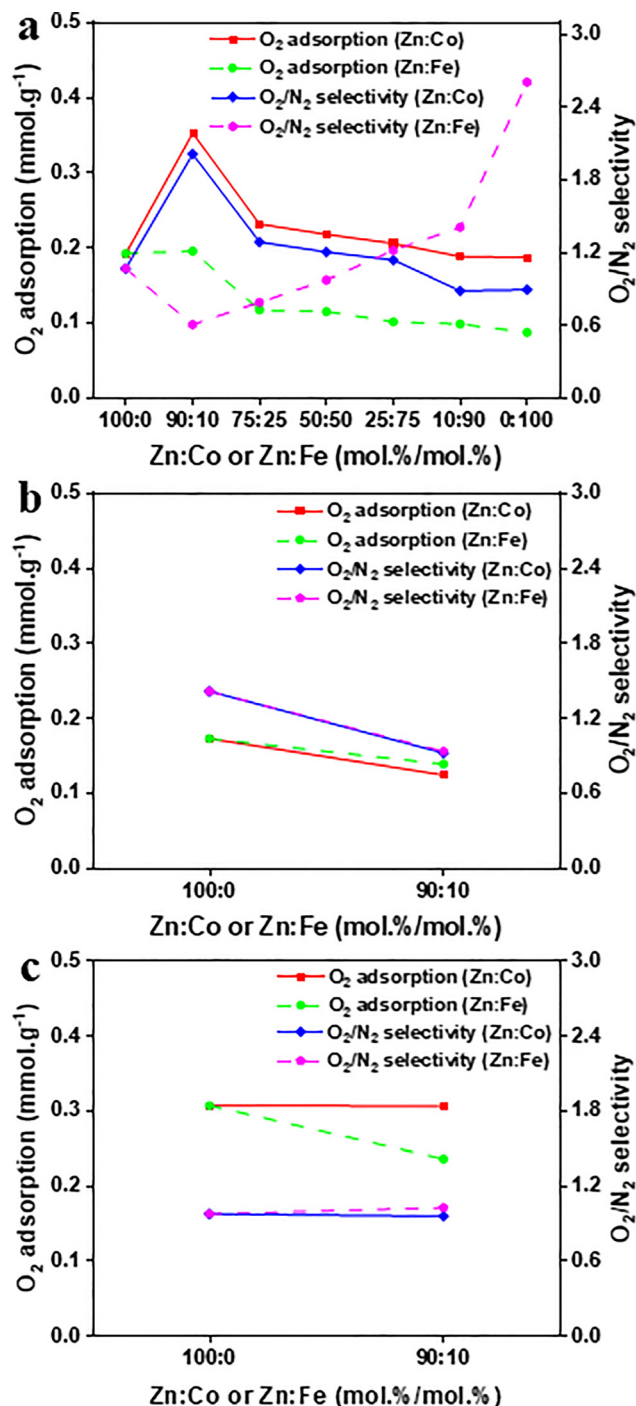 a
O₂ adsorption (Zn:Co)
O₂ adsorption (Zn:Fe)
O₂/N₂ selectivity (Zn:Co)
O₂/N₂ selectivity (Zn:Fe)
O₂ adsorption (mmol.g⁻¹)
0.5
0.4
0.3
0.2
0.1
0.0
O₂/N₂ selectivity
3.0
2.4
1.8
1.2
0.6
0.0
100:0 90:10 75:25 50:50 25:75 10:90 0:100
Zn:Co or Zn:Fe (mol.%/mol.%)
b
O₂ adsorption (Zn:Co)
O₂ adsorption (Zn:Fe)
O₂/N₂ selectivity (Zn:Co)
O₂/N₂ selectivity (Zn:Fe)
O₂ adsorption (mmol.g⁻¹)
0.5
0.4
0.3
0.2
0.1
0.0
O₂/N₂ selectivity
3.0
2.4
1.8
1.2
0.6
0.0
100:0 90:10
Zn:Co or Zn:Fe (mol.%/mol.%)
c
O₂ adsorption (Zn:Co)
O₂ adsorption (Zn:Fe)
O₂/N₂ selectivity (Zn:Co)
O₂/N₂ selectivity (Zn:Fe)
O₂ adsorption (mmol.g⁻¹)
0.5
0.4
0.3
0.2
0.1
0.0
O₂/N₂ selectivity
3.0
2.4
1.8
1.2
0.6
0.0
100:0 90:10
Zn:Co or Zn:Fe (mol.%/mol.%)